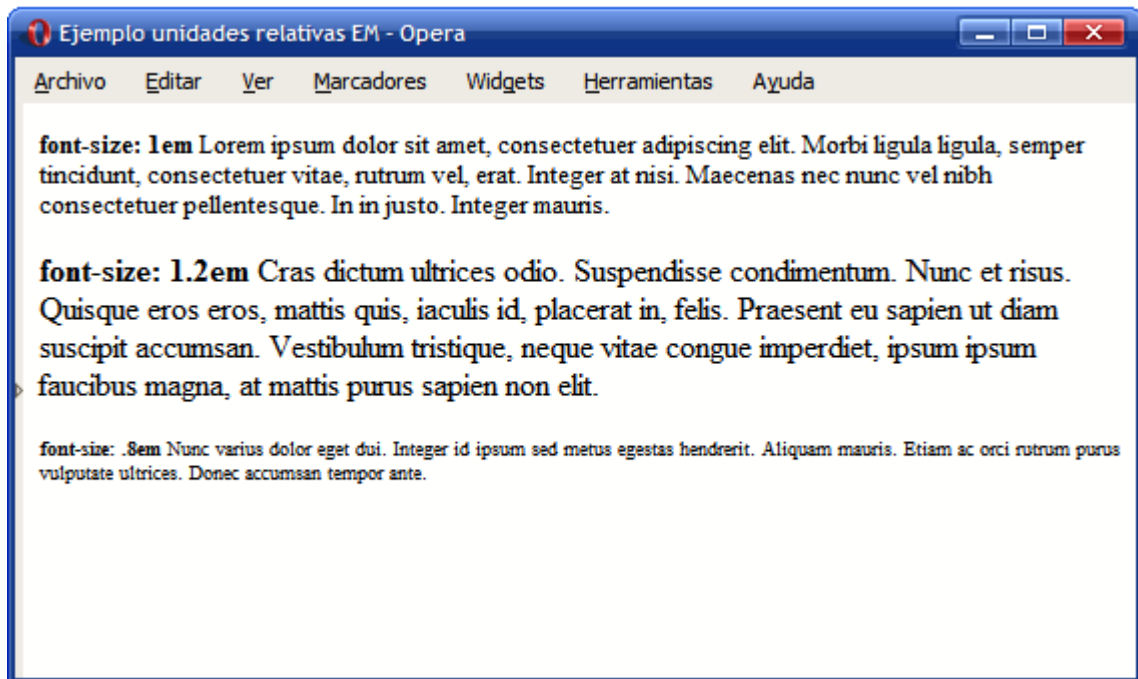 Ejemplo unidades relativas EM - Opera
Archivo Editar Ver Marcadores Widgets Herramientas Ayuda
font-size: 1em Lorem ipsum dolor sit amet, consectetuer adipiscing elit. Morbi ligula ligula, semper
tincidunt, consectetuer vitae, rutrum vel, erat. Integer at nisi. Maecenas nec nunc vel nibh
consectetuer pellentesque. In in justo. Integer mauris.
font-size: 1.2em Cras dictum ultrices odio. Suspendisse condimentum. Nunc et risus.
Quisque eros eros, mattis quis, iaculis id, placerat in, felis. Praesent eu sapien ut diam
suscipit accumsan. Vestibulum tristique, neque vitae congue imperdiet, ipsum ipsum
faucibus magna, at mattis purus sapien non elit.
font-size: .8em Nunc varius dolor eget dui. Integer id ipsum sed metus egestas hendrerit. Aliquam mauris. Etiam ac orci rutrum purus
vulputate ultrices. Donec accumsan tempor ante.